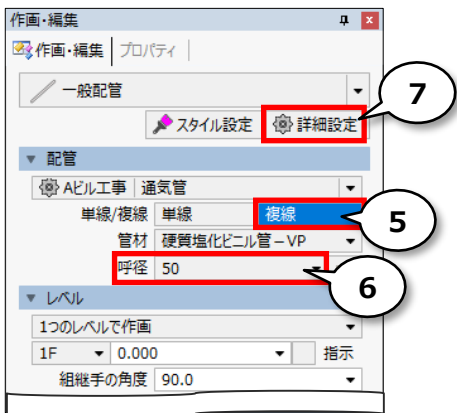 作画・編集
作画・編集 プロパティ
一般配管
7
スタイル設定 詳細設定
配管
Aビル工事 通気管
単線/複線 単線 複線
5
管材 硬質塩化ビニル管－VP
呼径 50
6
レベル
1つのレベルで作画
1F 0.000 指示
組継手の角度 90.0